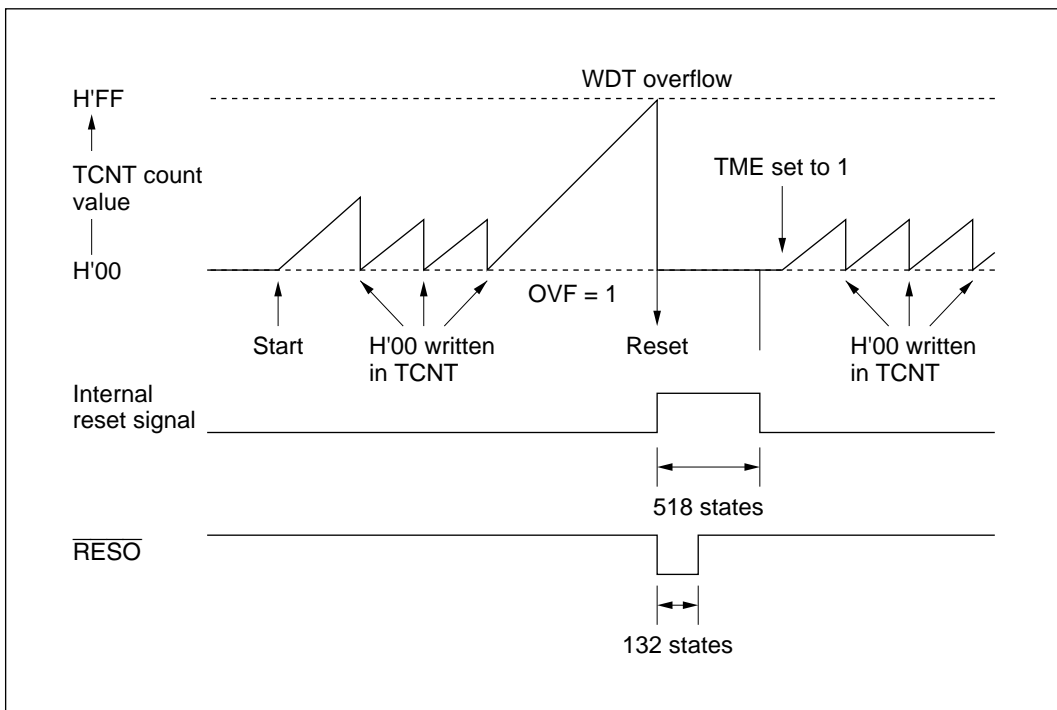 WDT overflow
H'FF
TME set to 1
TCNT count
value
H'00
OVF = 1
Start
H'00 written
in TCNT
Reset
H'00 written
in TCNT
Internal
reset signal
518 states
RESO
132 states